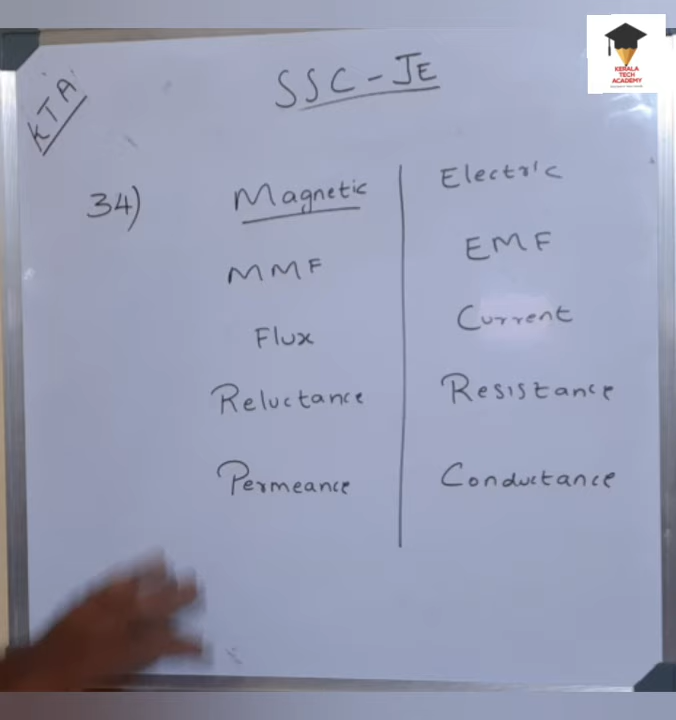 KERALA
TECH
ACADEMY
KTA
SSC-JE
34)
Magnetic Electric
MMF EMF
Flux Current
Reluctance Resistance
Permeance Conductance